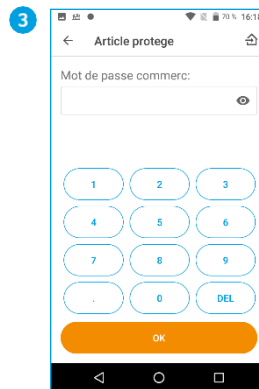 3
70 % 16:18
Article protege
Mot de passe commerc:
1 2 3
4 5 6
7 8 9
. 0 DEL
OK